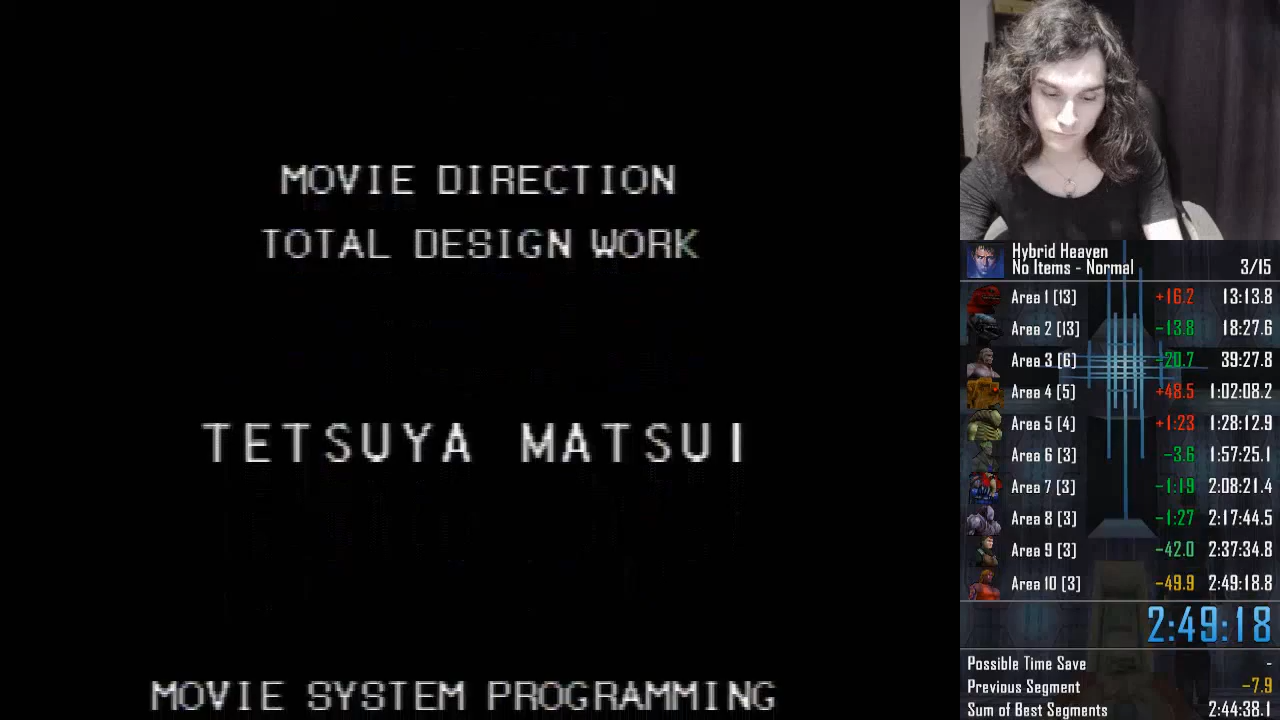 MOVIE DIRECTION
TOTAL DESIGN WORK
TETSUYA MATSUI
MOVIE SYSTEM PROGRAMMING
Hybrid Heaven
No Items - Normal 3/15
Area 1 [13] +16.2 13:13.8
Area 2 [13] -13.8 18:27.6
Area 3 [6] -20.7 39:27.8
Area 4 [5] +48.5 1:02:08.2
Area 5 [4] +1:23 1:28:12.9
Area 6 [3] -3.6 1:57:25.1
Area 7 [3] -1:19 2:08:21.4
Area 8 [3] -1:27 2:17:44.5
Area 9 [3] -42.0 2:37:34.8
Area 10 [3] -49.9 2:49:18.8
2:49:18
Possible Time Save -
Previous Segment -7.9
Sum of Best Segments 2:44:38.1